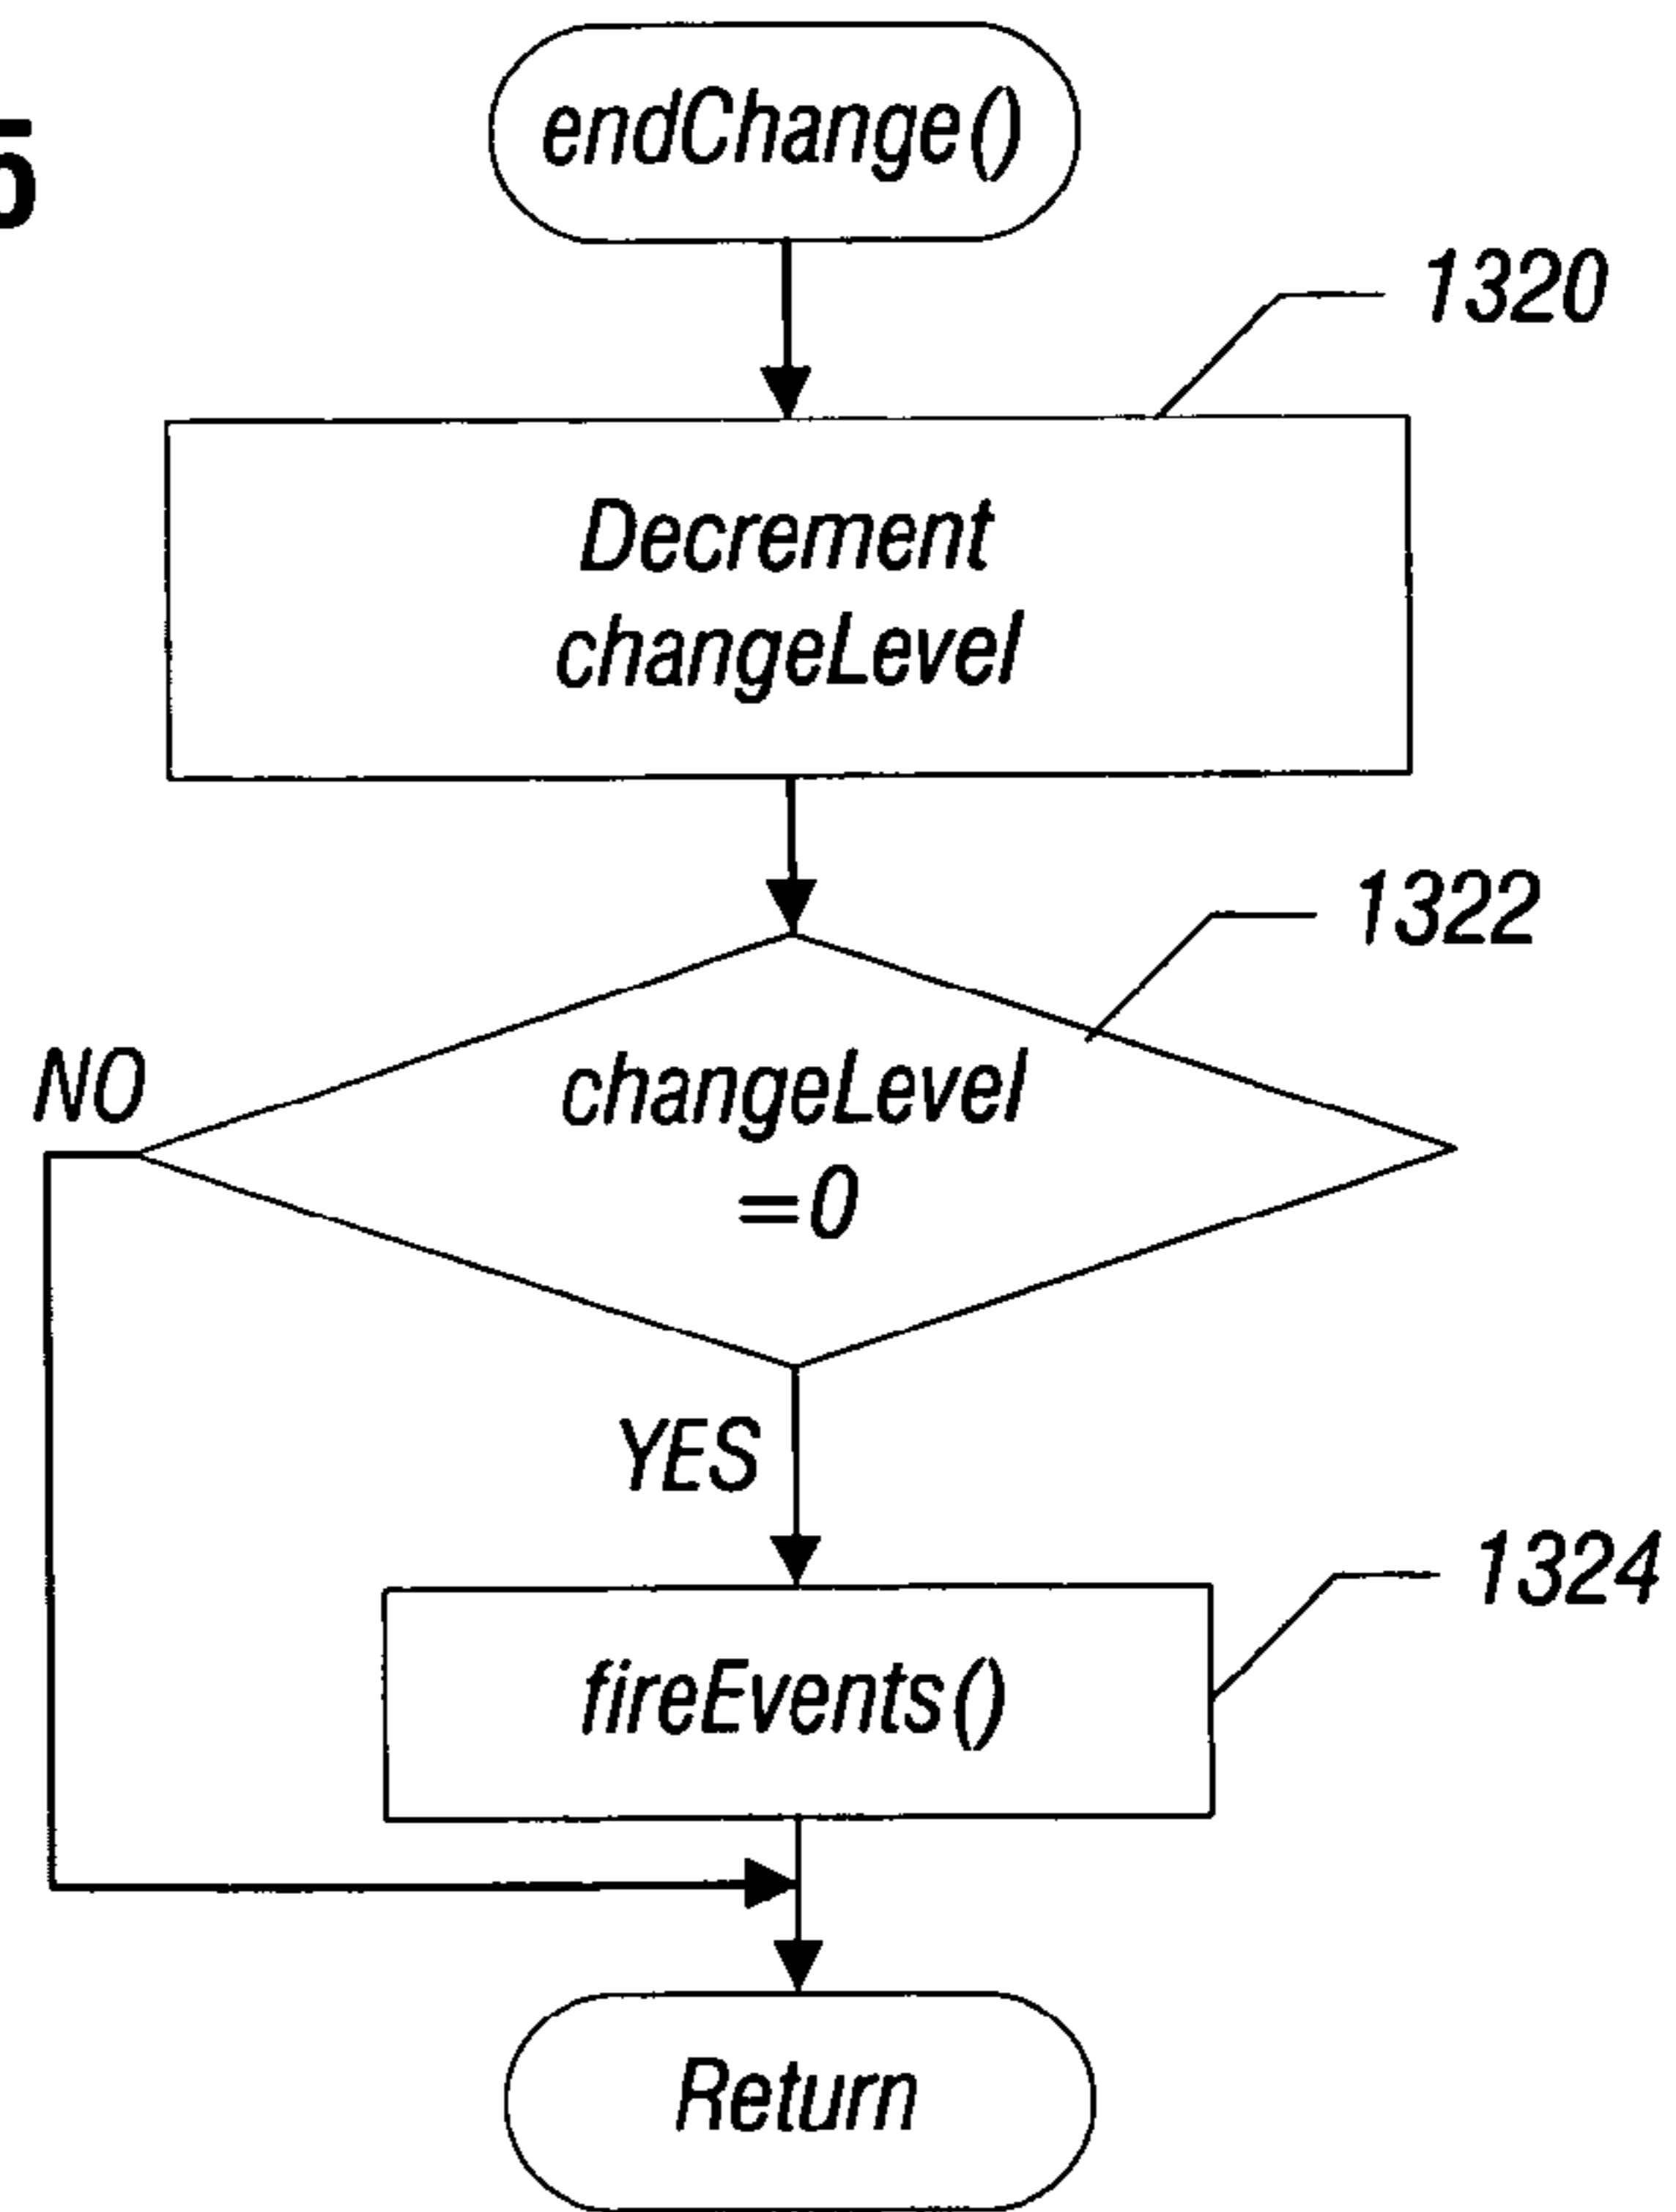 5
endChange()
1320
Decrement
changeLevel
1322
NO
changeLevel
=0
YES
1324
fireEvents()
Return